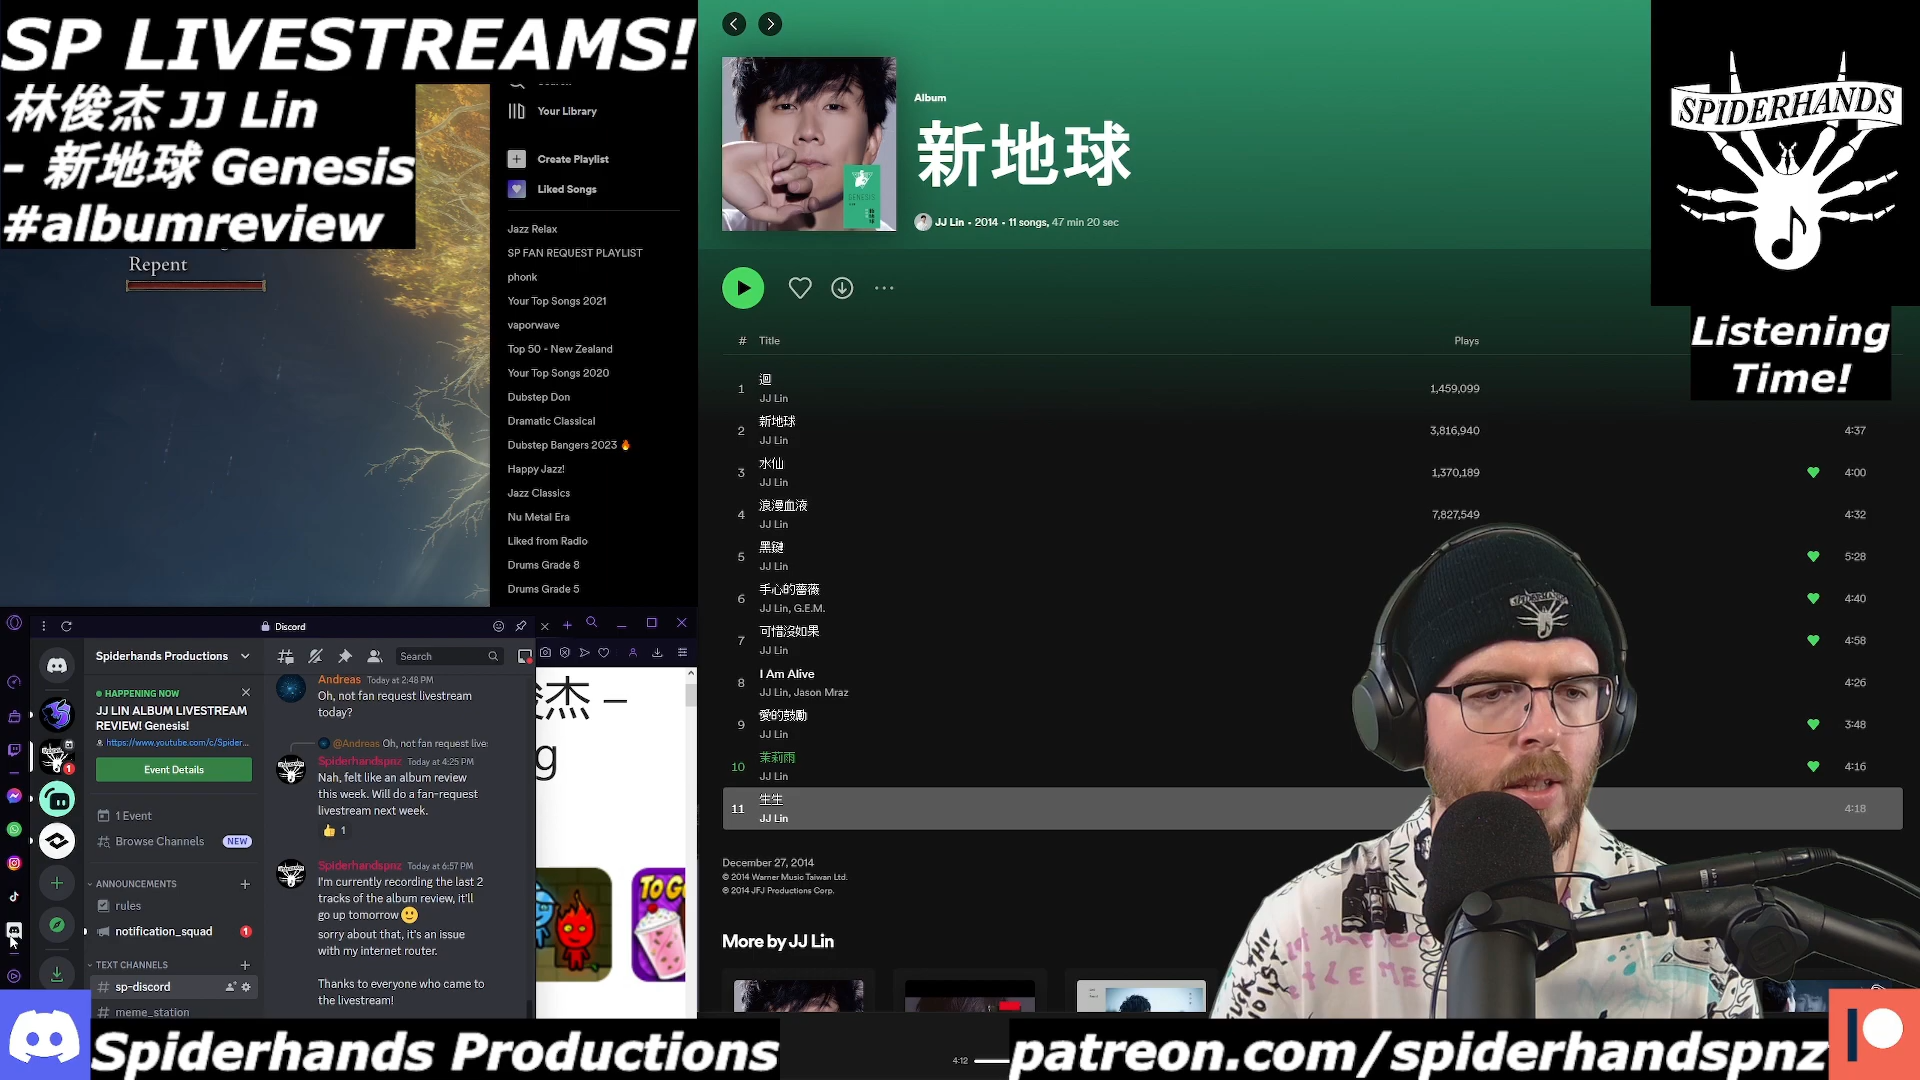 SP LIVESTREAMS!
林俊杰 JJ Lin
- 新地球 Genesis
#albumreview
Repent
Your Library
Create Playlist
Liked Songs
Jazz Relax
SP FAN REQUEST PLAYLIST
phonk
Your Top Songs 2021
vaporwave
Top 50 - New Zealand
Your Top Songs 2020
Dubstep Don
Dramatic Classical
Dubstep Bangers 2023 🔥
Happy Jazz!
Jazz Classics
Nu Metal Era
Liked from Radio
Drums Grade 8
Drums Grade 5
Album
新地球
JJ Lin • 2014 • 11 songs, 47 min 20 sec
GENESIS
# Title Plays
1 迴 1,459,099
JJ Lin
2 新地球 3,816,940 4:37
JJ Lin
3 水仙 1,370,189 4:00
JJ Lin
4 浪漫血液 7,827,549 4:32
JJ Lin
5 黑鍵 5:28
JJ Lin
6 手心的薔薇 4:40
JJ Lin, G.E.M.
7 可惜沒如果 4:58
JJ Lin
8 I Am Alive 4:26
JJ Lin, Jason Mraz
9 愛的鼓勵 3:48
JJ Lin
10 茉莉雨 4:16
JJ Lin
11 生生 4:18
JJ Lin
December 27, 2014
© 2014 Warner Music Taiwan Ltd.
℗ 2014 JFJ Productions Corp.
More by JJ Lin
4:12
SPIDERHANDS
Listening
Time!
SPIDERHANDS
Discord
Spiderhands Productions
Search
HAPPENING NOW
JJ LIN ALBUM LIVESTREAM
REVIEW! Genesis!
https://www.youtube.com/c/Spider...
Event Details
1 Event
Browse Channels NEW
ANNOUNCEMENTS
rules
notification_squad 1
TEXT CHANNELS
sp-discord
meme_station
Andreas Today at 2:48 PM
Oh, not fan request livestream
today?
@Andreas Oh, not fan request live
Spiderhandspnz Today at 4:25 PM
Nah, felt like an album review
this week. Will do a fan-request
livestream next week.
👍 1
Spiderhandspnz Today at 6:57 PM
I'm currently recording the last 2
tracks of the album review, it'll
go up tomorrow 🙂
sorry about that, it's an issue
with my internet router.
Thanks to everyone who came to
the livestream!
杰 –
g
TO GO
Spiderhands Productions
patreon.com/spiderhandspnz